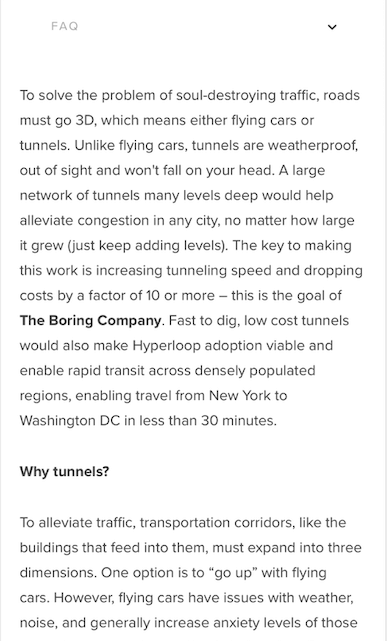 FAQ
To solve the problem of soul-destroying traffic, roads
must go 3D, which means either flying cars or
tunnels. Unlike flying cars, tunnels are weatherproof,
out of sight and won't fall on your head. A large
network of tunnels many levels deep would help
alleviate congestion in any city, no matter how large
it grew (just keep adding levels). The key to making
this work is increasing tunneling speed and dropping
costs by a factor of 10 or more – this is the goal of
The Boring Company. Fast to dig, low cost tunnels
would also make Hyperloop adoption viable and
enable rapid transit across densely populated
regions, enabling travel from New York to
Washington DC in less than 30 minutes.
Why tunnels?
To alleviate traffic, transportation corridors, like the
buildings that feed into them, must expand into three
dimensions. One option is to “go up” with flying
cars. However, flying cars have issues with weather,
noise, and generally increase anxiety levels of those